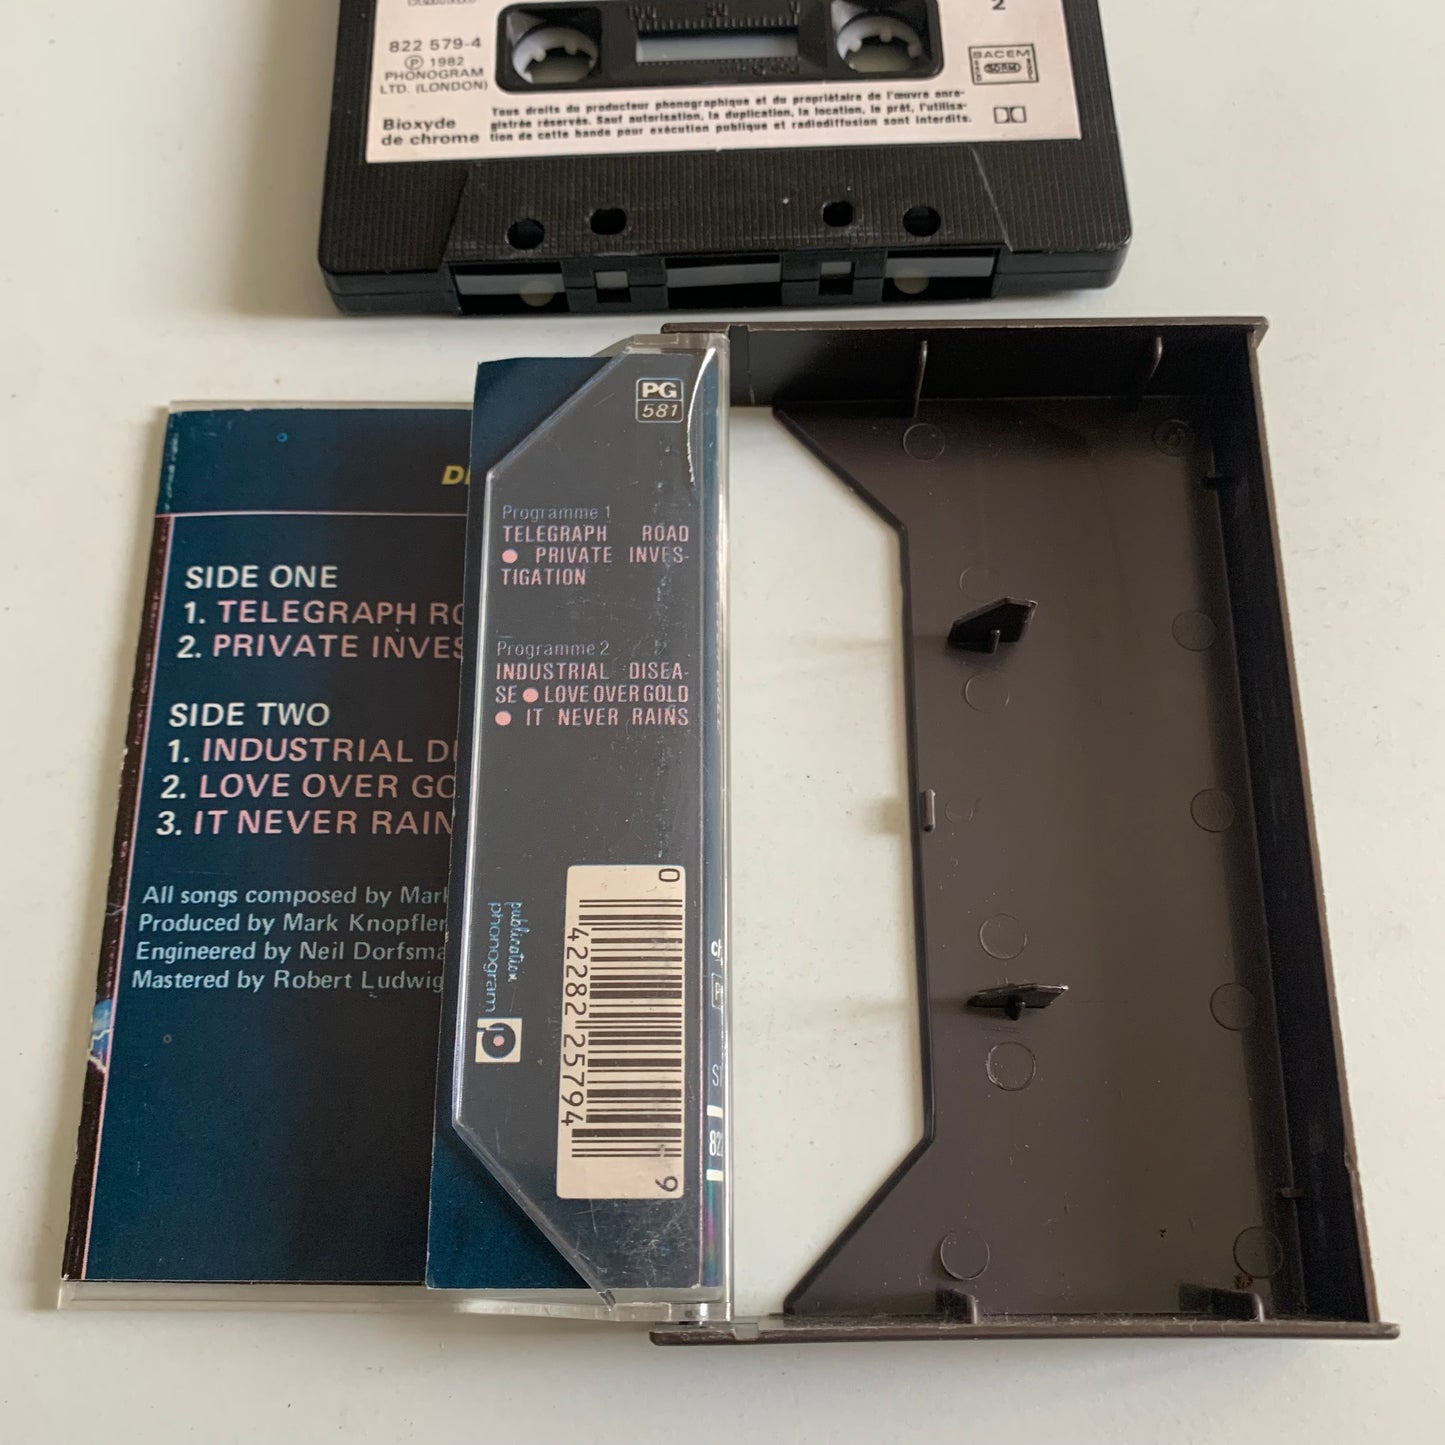 822 579-4
Ⓟ 1982
PHONOGRAM
LTD. (LONDON)
Bioxyde
de chrome
100 50 0
2
SACEM
SDRM
Tous droits du producteur phonographique et du propriétaire de l'œuvre enre-
gistrée réservés. Sauf autorisation, la duplication, la location, le prêt, l'utilisa-
tion de cette bande pour exécution publique et radiodiffusion sont interdits.
SIDE ONE
1. TELEGRAPH RO
2. PRIVATE INVES
SIDE TWO
1. INDUSTRIAL DI
2. LOVE OVER GO
3. IT NEVER RAIN
All songs composed by Mark
Produced by Mark Knopfler
Engineered by Neil Dorfsma
Mastered by Robert Ludwig
PG
581
Programme 1
TELEGRAPH ROAD
● PRIVATE INVES-
TIGATION
Programme 2
INDUSTRIAL DISEA-
SE ● LOVE OVER GOLD
● IT NEVER RAINS
publication
phonogram
0 42282 25794 9